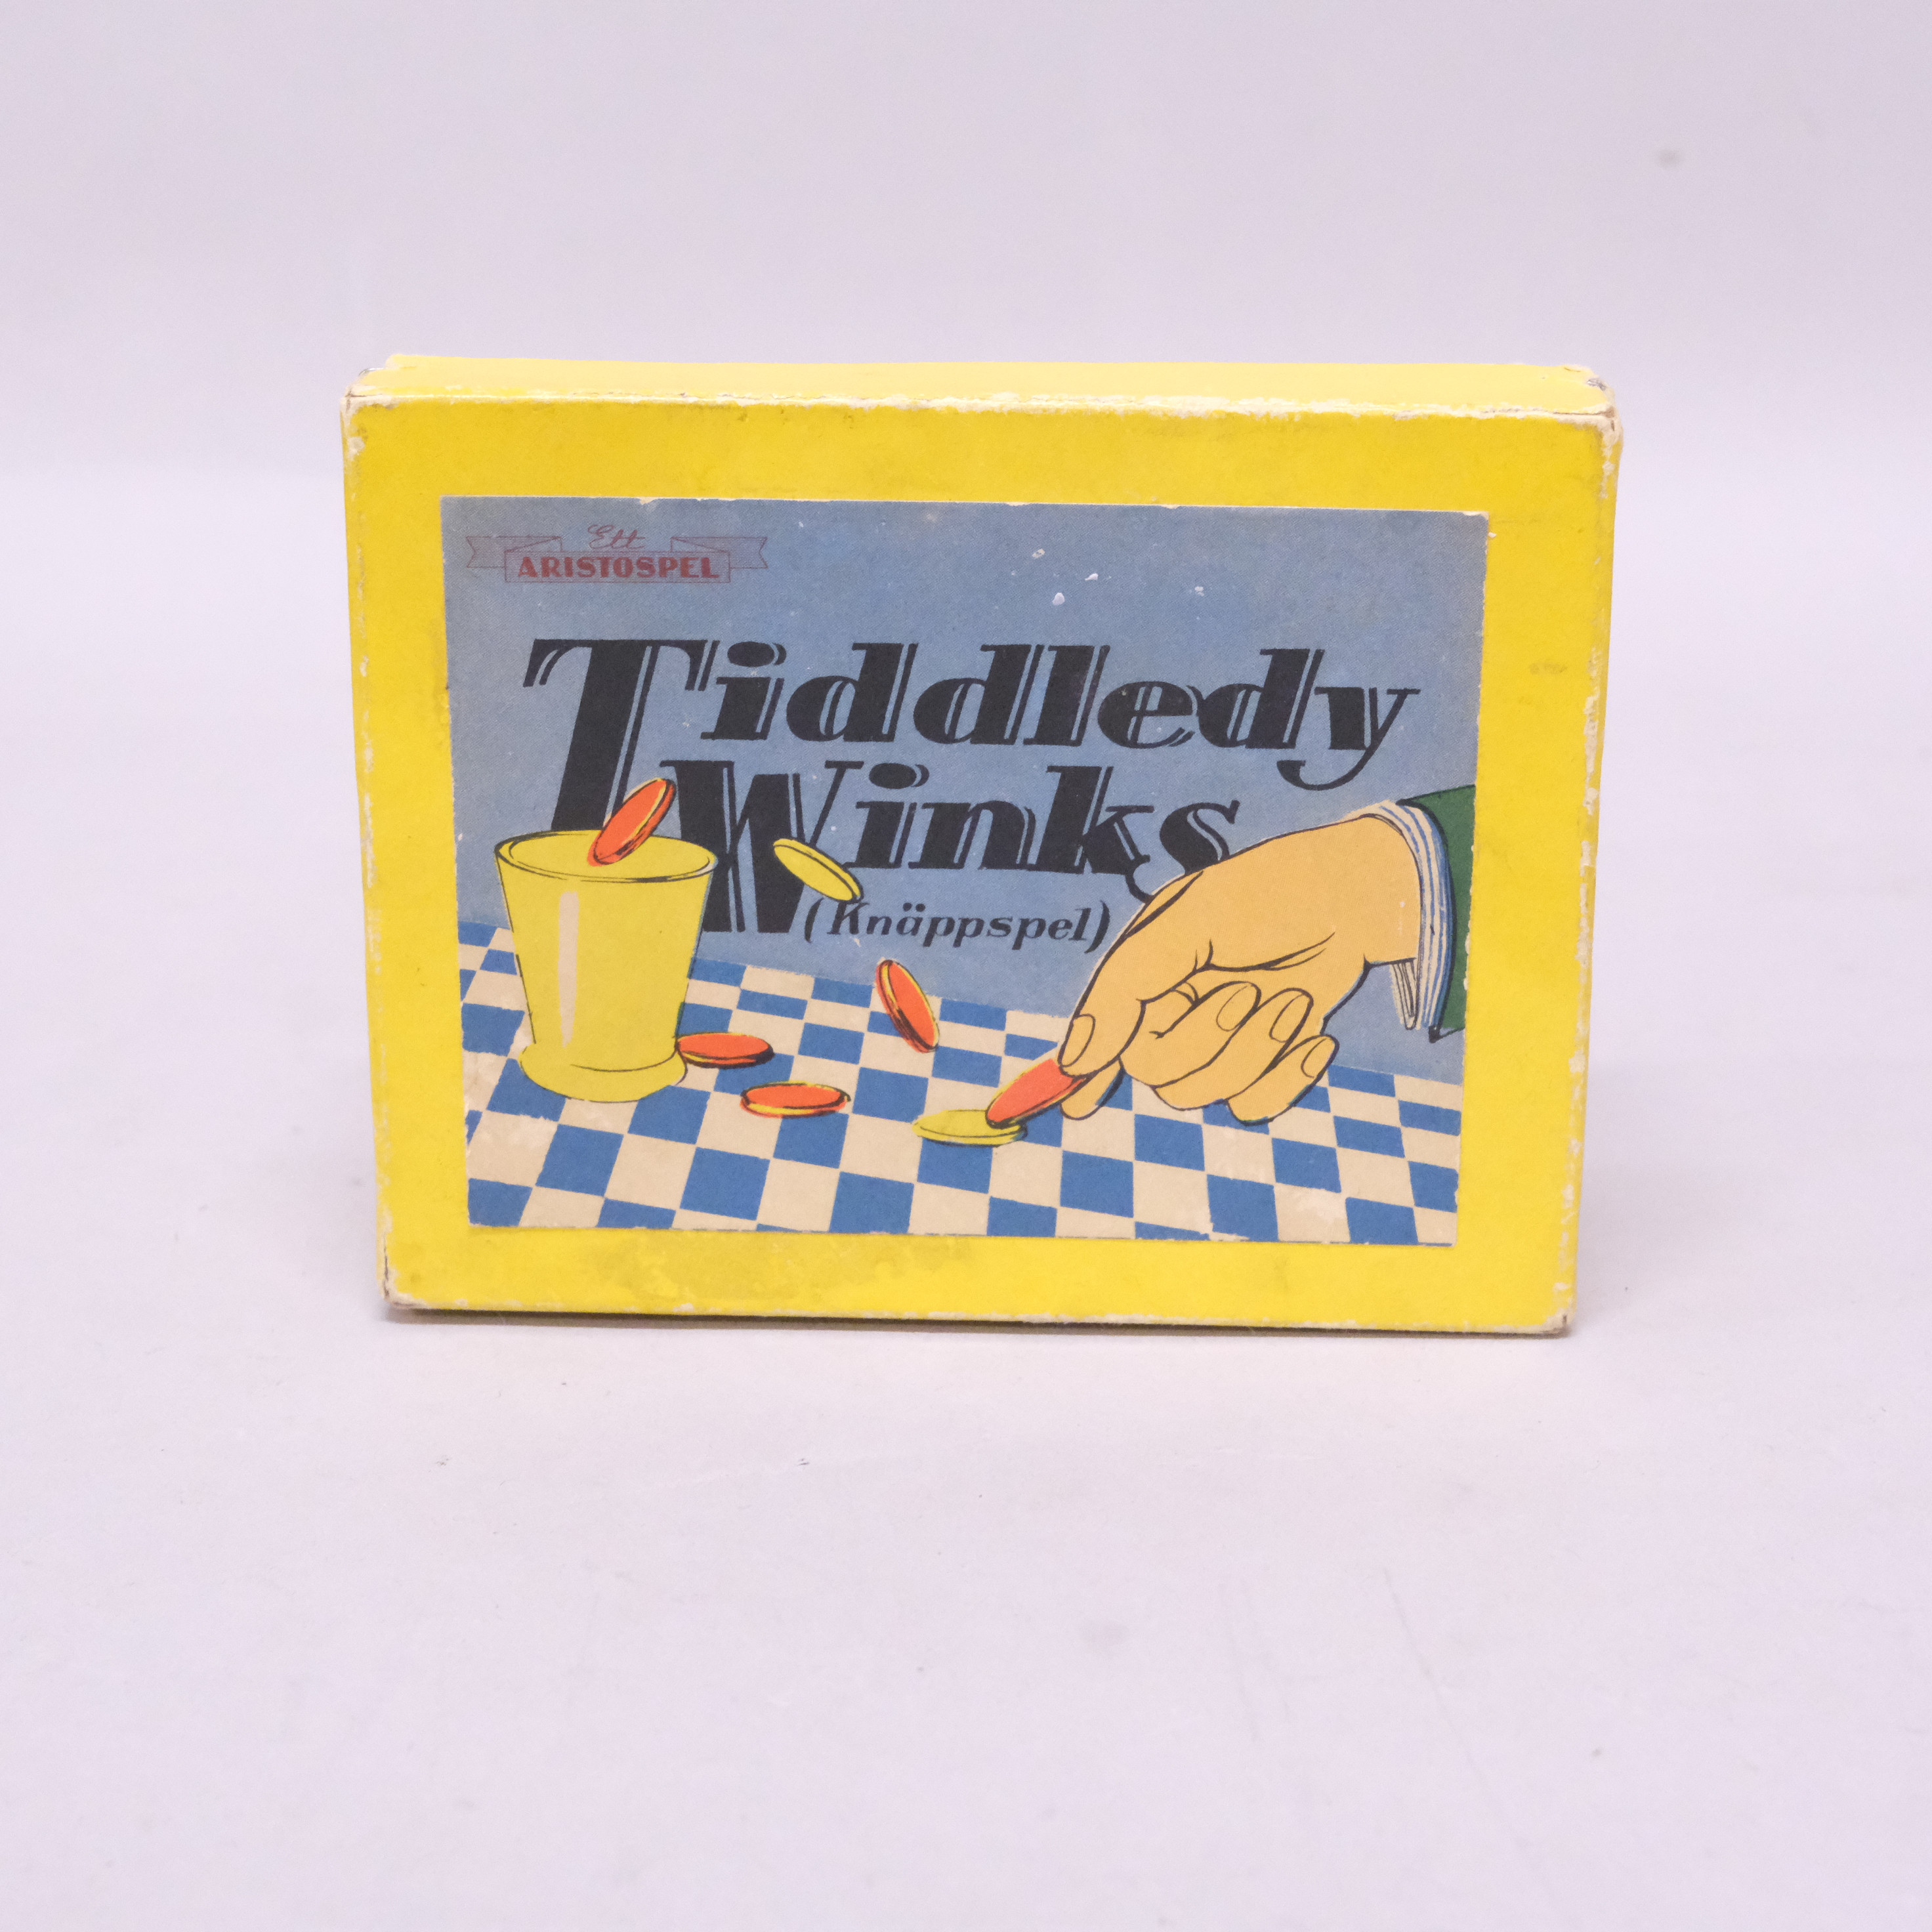 Ett
ARISTOSPEL
Tiddledy
Winks
(Knäppspel)